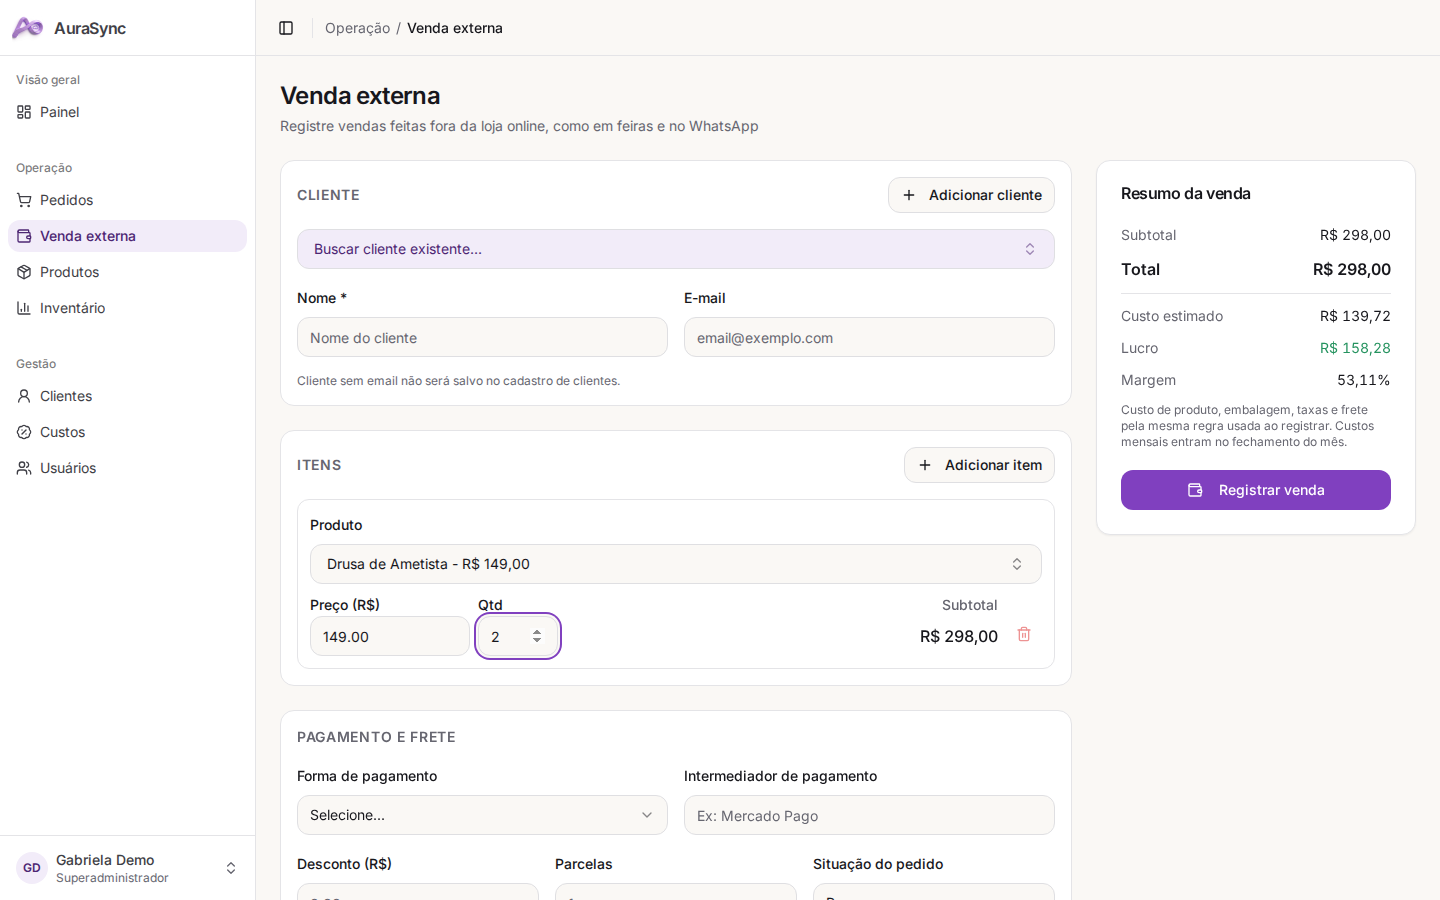 AuraSync
Visão geral
Painel
Operação
Pedidos
Venda externa
Produtos
Inventário
Gestão
Clientes
Custos
Usuários
GD
Gabriela Demo
Superadministrador
Operação / Venda externa
Venda externa
Registre vendas feitas fora da loja online, como em feiras e no WhatsApp
CLIENTE
Adicionar cliente
Buscar cliente existente...
Nome * E-mail
Nome do cliente email@exemplo.com
Cliente sem email não será salvo no cadastro de clientes.
ITENS
Adicionar item
Produto
Drusa de Ametista - R$ 149,00
Preço (R$) Qtd Subtotal
149.00 2 R$ 298,00
PAGAMENTO E FRETE
Forma de pagamento Intermediador de pagamento
Selecione... Ex: Mercado Pago
Desconto (R$) Parcelas Situação do pedido
Resumo da venda
Subtotal R$ 298,00
Total R$ 298,00
Custo estimado R$ 139,72
Lucro R$ 158,28
Margem 53,11%
Custo de produto, embalagem, taxas e frete
pela mesma regra usada ao registrar. Custos
mensais entram no fechamento do mês.
Registrar venda